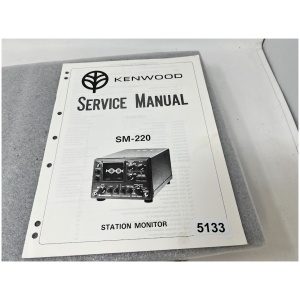 KENWOOD
SERVICE MANUAL
SM-220
STATION MONITOR
5133